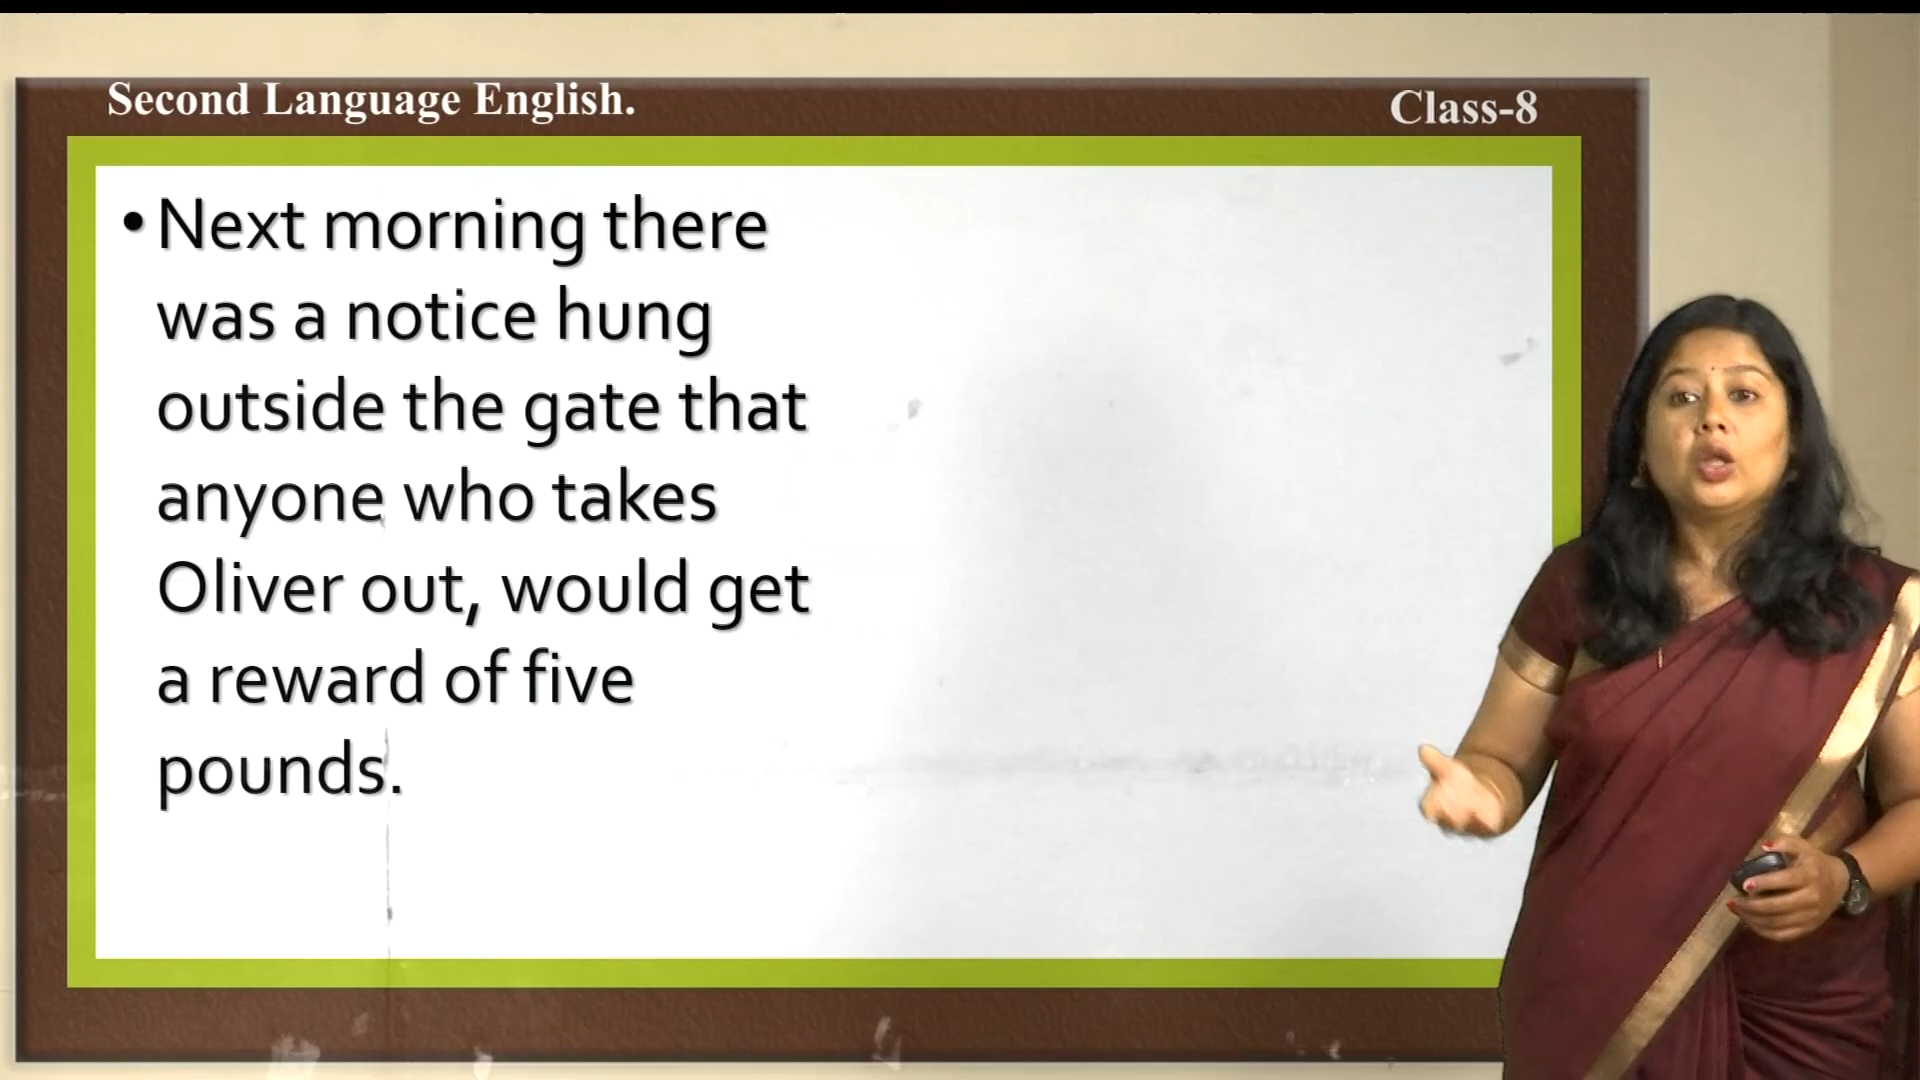 Second Language English.
Class-8
• Next morning there
was a notice hung
outside the gate that
anyone who takes
Oliver out, would get
a reward of five
pounds.